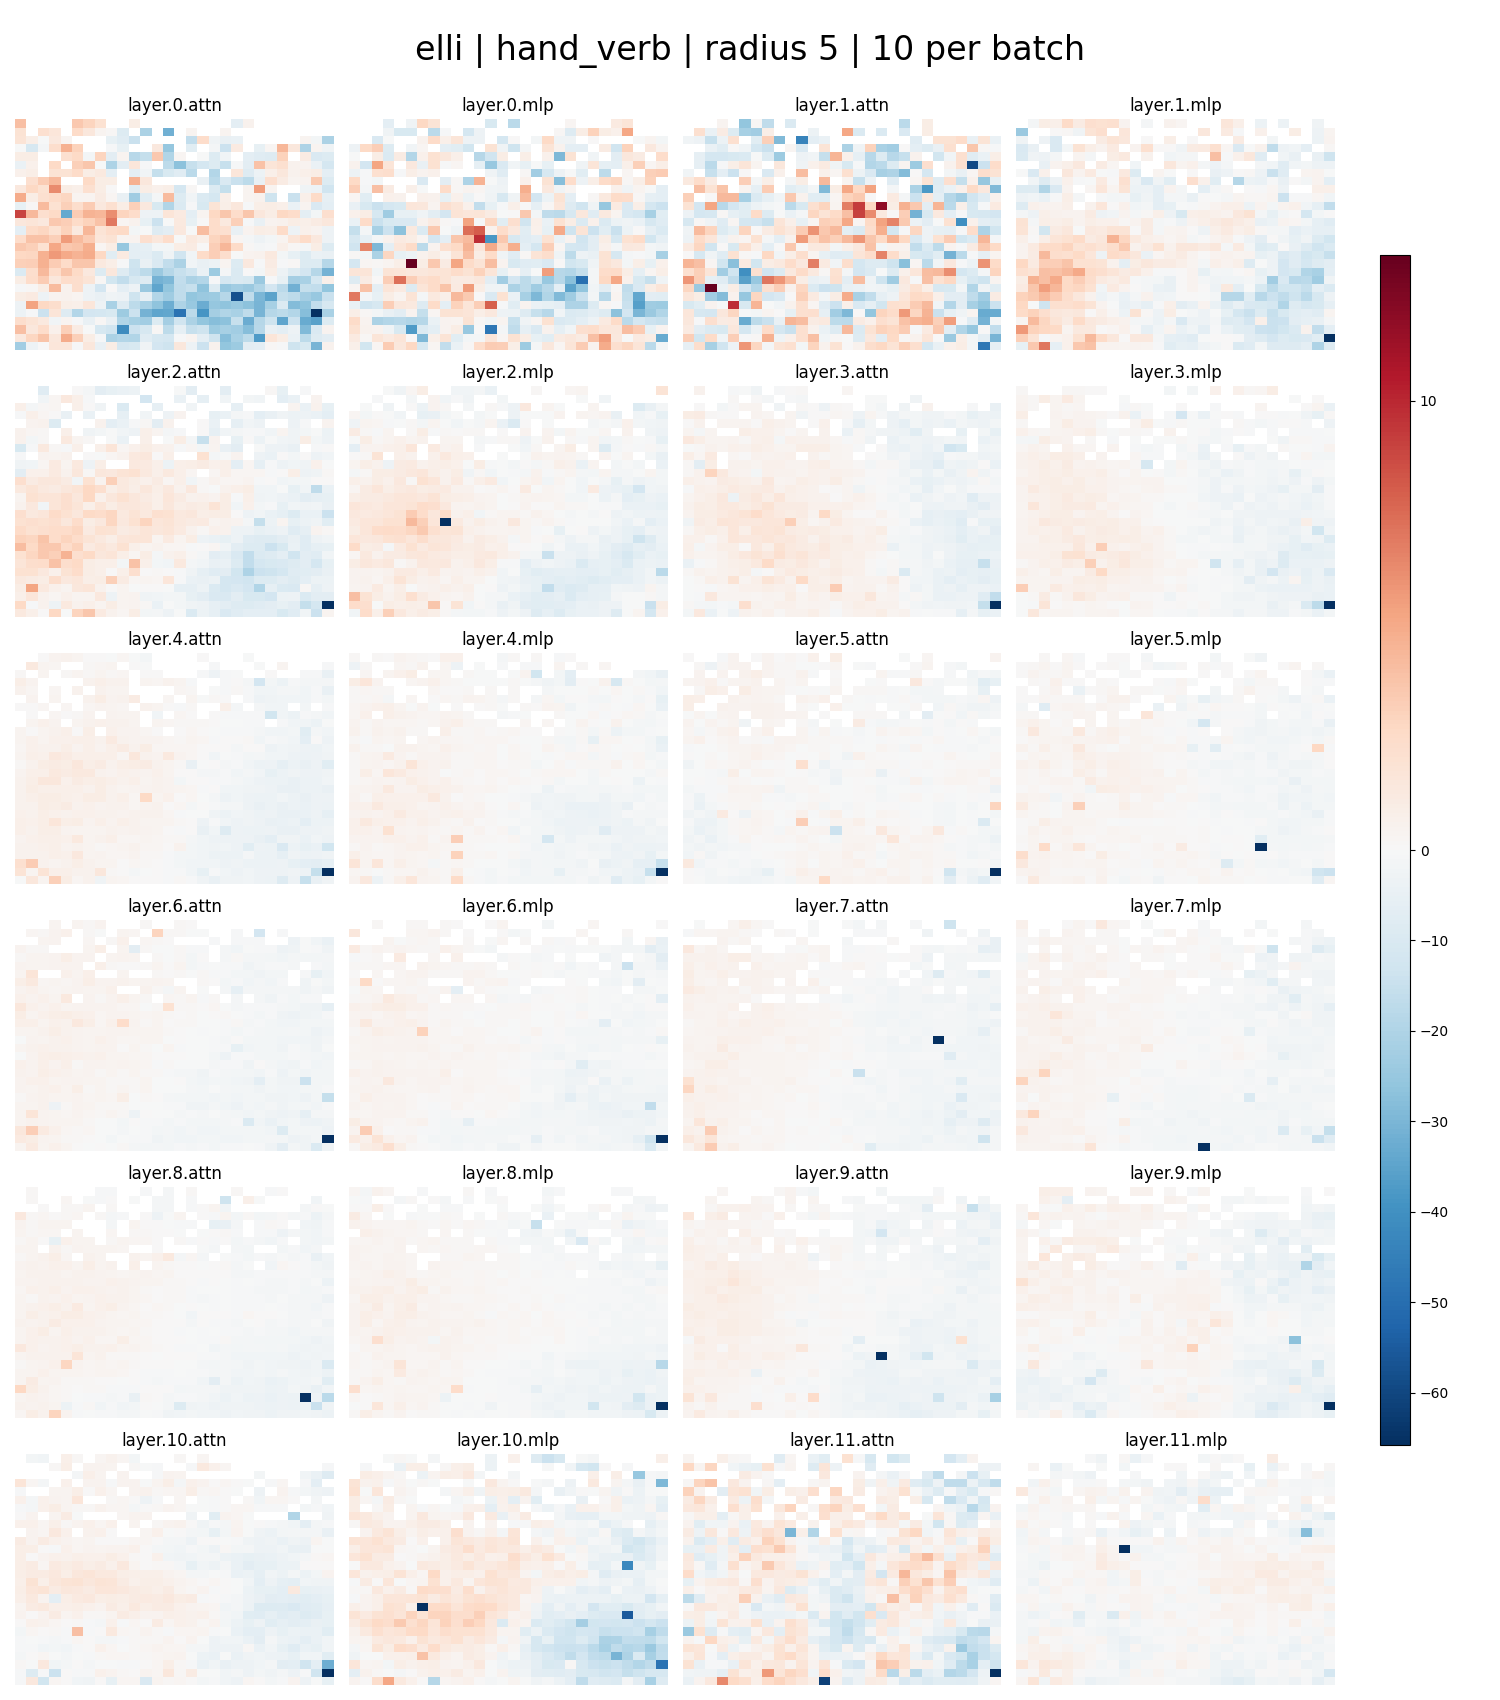 elli | hand_verb | radius 5 | 10 per batch
layer.0.attn
layer.0.mlp
layer.1.attn
layer.1.mlp
layer.2.attn
layer.2.mlp
layer.3.attn
layer.3.mlp
layer.4.attn
layer.4.mlp
layer.5.attn
layer.5.mlp
layer.6.attn
layer.6.mlp
layer.7.attn
layer.7.mlp
layer.8.attn
layer.8.mlp
layer.9.attn
layer.9.mlp
layer.10.attn
layer.10.mlp
layer.11.attn
layer.11.mlp
10
0
−10
−20
−30
−40
−50
−60